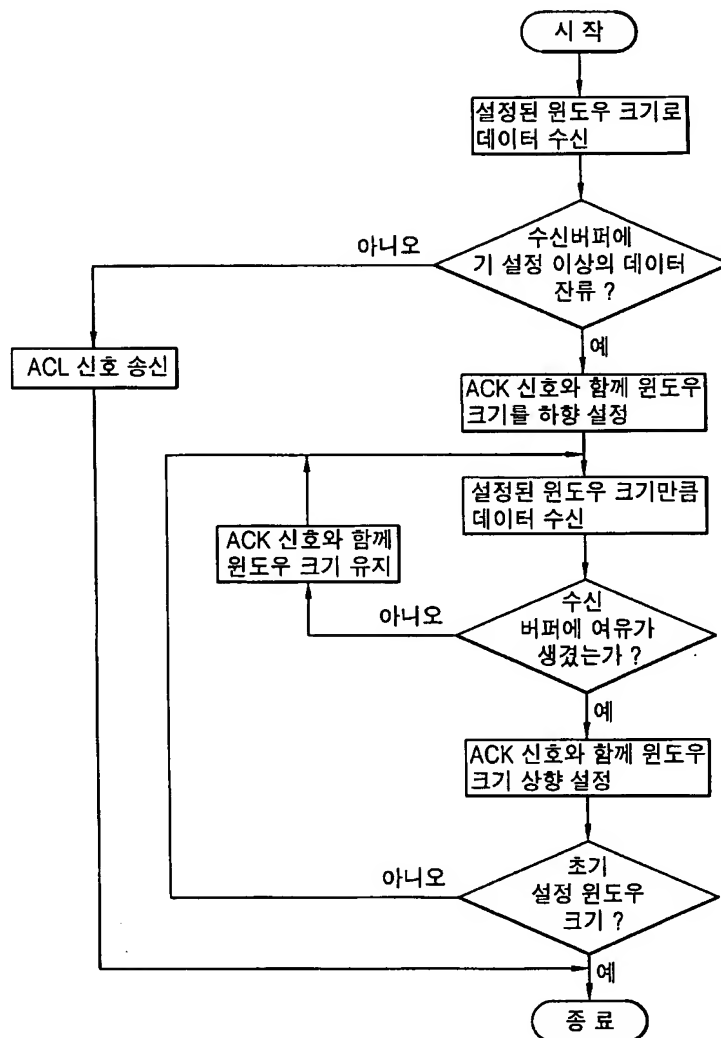 시 작
설정된 윈도우 크기로
데이터 수신
수신버퍼에
기 설정 이상의 데이터
잔류 ?
아니오
예
ACL 신호 송신
ACK 신호와 함께 윈도우
크기를 하향 설정
설정된 윈도우 크기만큼
데이터 수신
ACK 신호와 함께
윈도우 크기 유지
수신
버퍼에 여유가
생겼는가 ?
아니오
예
ACK 신호와 함께 윈도우
크기 상향 설정
초기
설정 윈도우
크기 ?
아니오
예
종 료